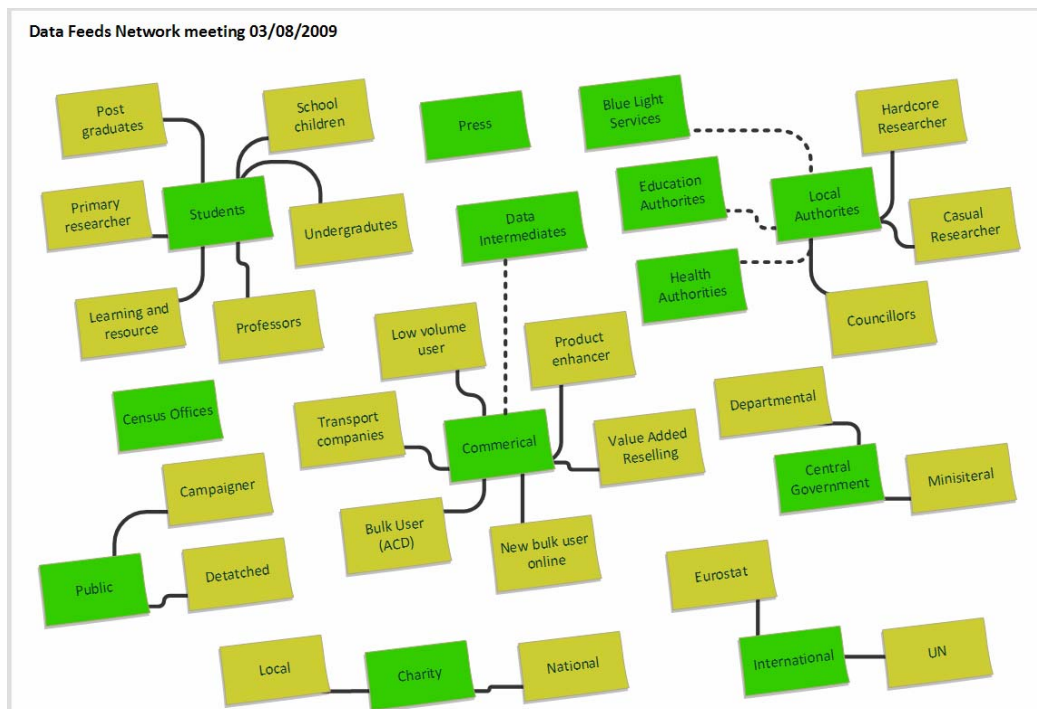 Data Feeds Network meeting 03/08/2009
Post
graduates
School
children
Press
Blue Light
Services
Hardcore
Researcher
Primary
researcher
Students
Undergradutes
Data
Intermediates
Education
Authorites
Local
Authorites
Casual
Researcher
Health
Authorities
Learning and
resource
Professors
Low volume
user
Product
enhancer
Councillors
Census Offices
Transport
companies
Commerical
Value Added
Reselling
Departmental
Central
Government
Minisiteral
Campaigner
Bulk User
(ACD)
New bulk user
online
Public
Detatched
Eurostat
Local
Charity
National
International
UN